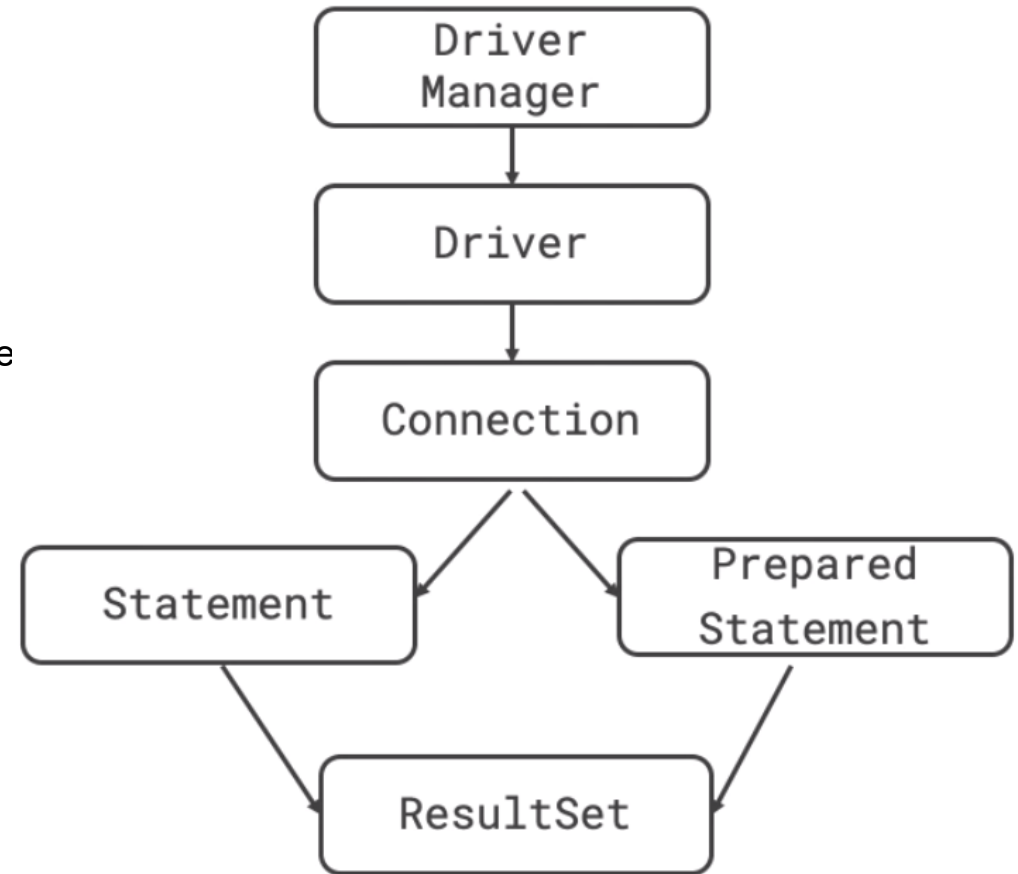 Driver
Manager
Driver
e
Connection
Statement
Prepared
Statement
ResultSet